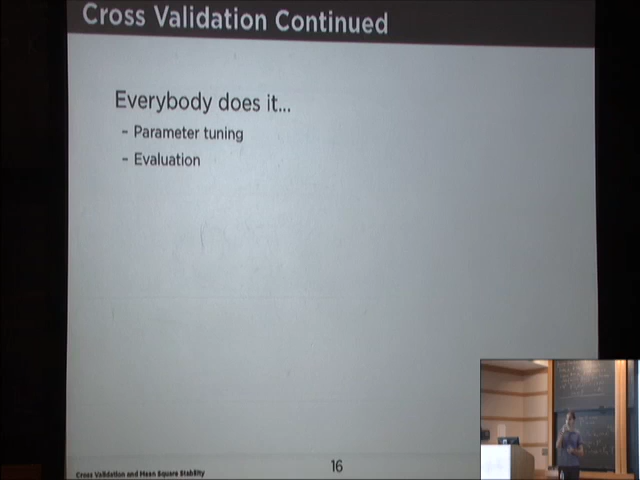 Cross Validation Continued
Everybody does it...
– Parameter tuning
– Evaluation
Cross Validation and Mean Square Stability
16